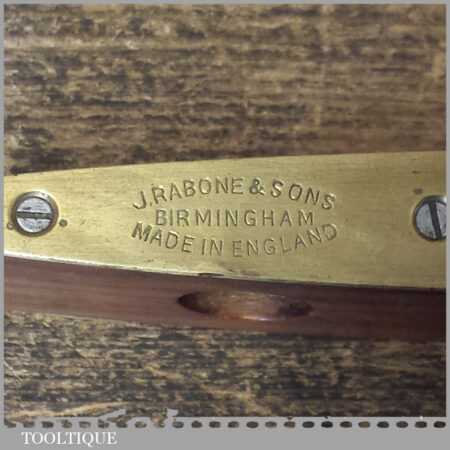 J. RABONE & SONS
BIRMINGHAM
MADE IN ENGLAND
TOOLTIQUE